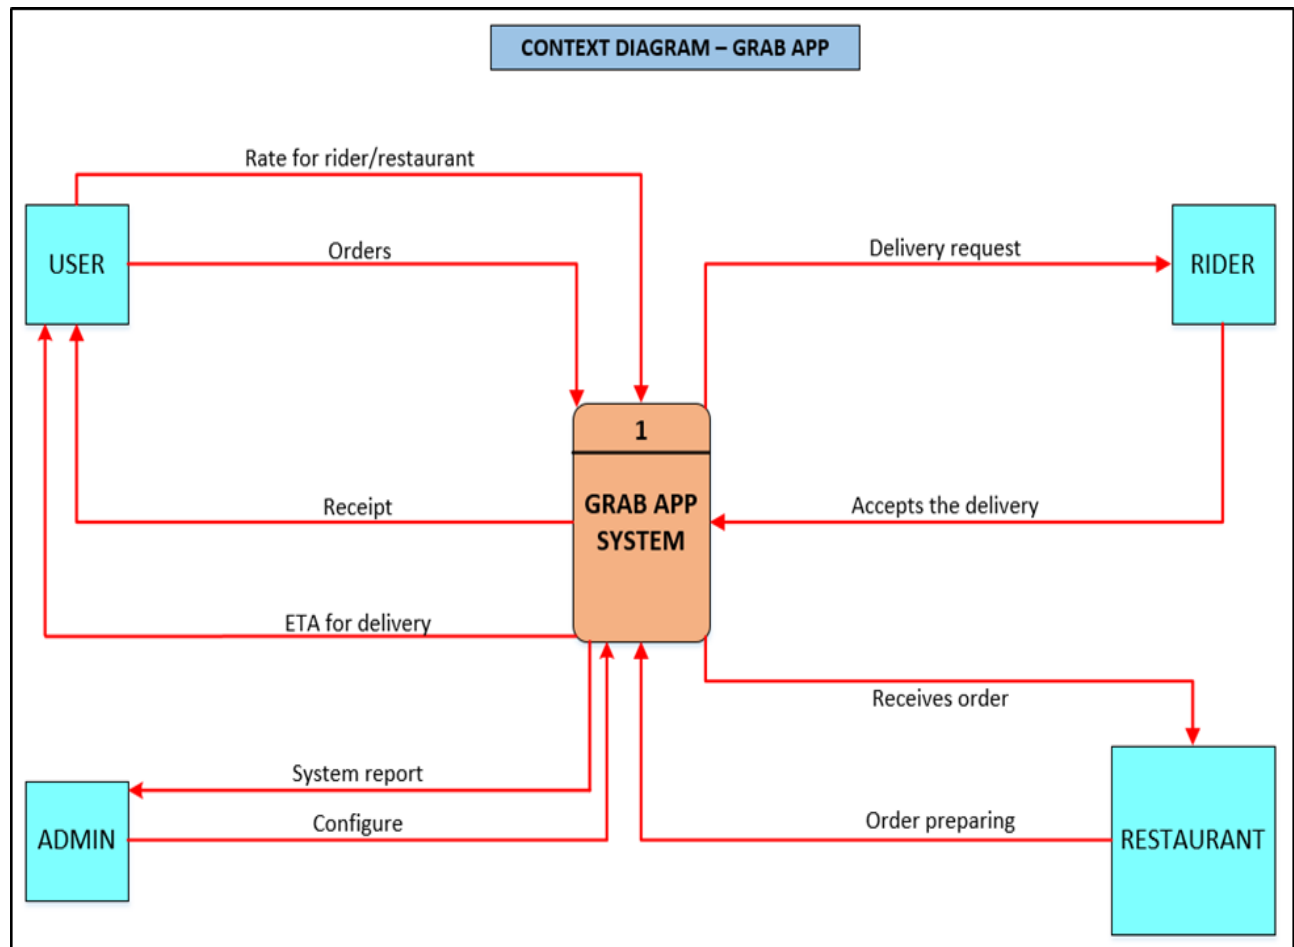 CONTEXT DIAGRAM – GRAB APP
Rate for rider/restaurant
USER
Orders
Delivery request
RIDER
1
GRAB APP
SYSTEM
Receipt
Accepts the delivery
ETA for delivery
Receives order
System report
ADMIN
Configure
Order preparing
RESTAURANT